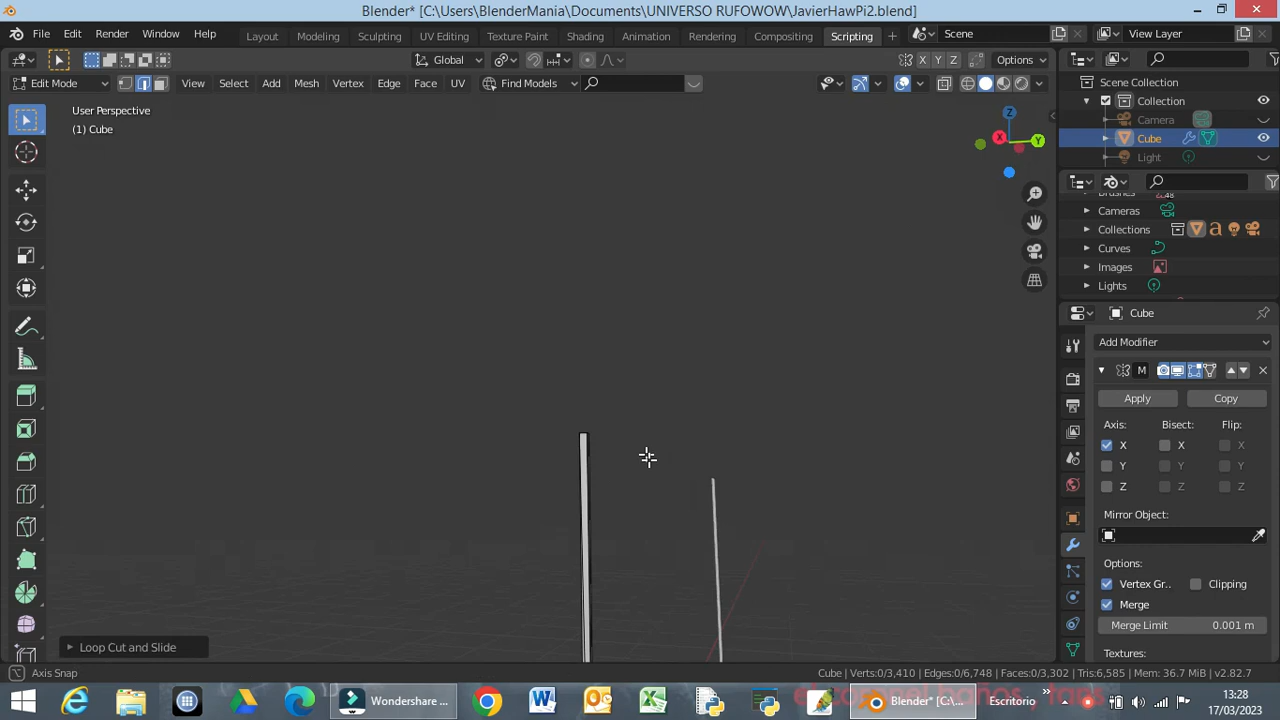 Blender* [C:\Users\BlenderMania\Documents\UNIVERSO RUFOWOW\JavierHawPi2.blend]
File Edit Render Window Help Layout Modeling Sculpting UV Editing Texture Paint Shading Animation Rendering Compositing Scripting + Scene View Layer
Global X Y Z Options
Edit Mode View Select Add Mesh Vertex Edge Face UV Find Models
User Perspective
(1) Cube
Z
X Y
Scene Collection
Collection
Camera
Cube
Light
Cameras
Collections
Curves
Images
Lights
Cube
Add Modifier
M
Apply Copy
Axis: Bisect: Flip:
X X X
Y Y Y
Z Z Z
Mirror Object:
Options:
Vertex Gr.. Clipping
Merge
Merge Limit 0.001 m
Textures:
Loop Cut and Slide
Axis Snap
Cube | Verts:0/3,410 | Edges:0/6,748 | Faces:0/3,302 | Tris:6,585 | Mem: 36.7 MiB | v2.82.7
Wondershare ...
Blender* [C:\...
Escritorio
13:28
17/03/2023